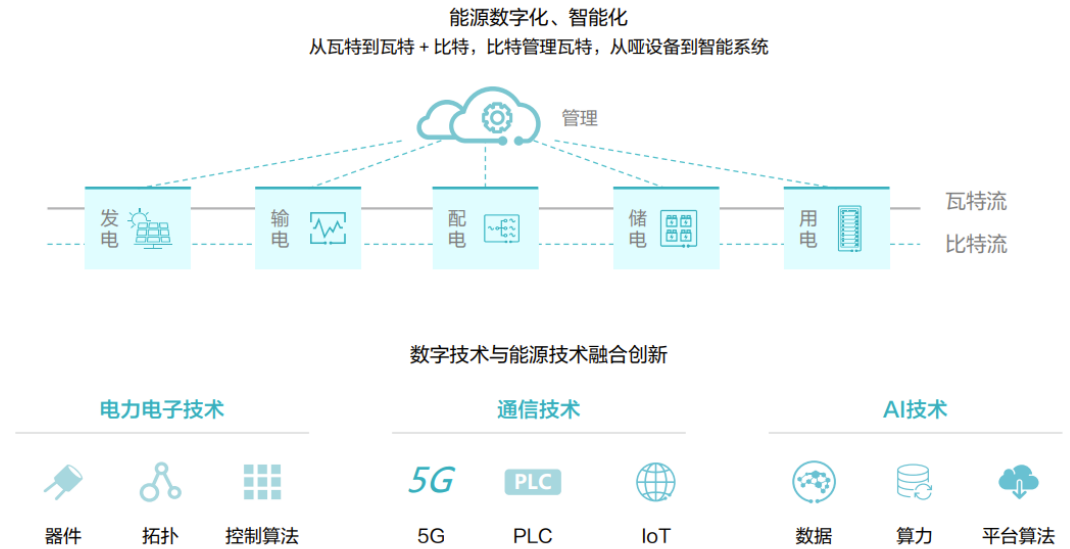 能源数字化、智能化
从瓦特到瓦特 + 比特，比特管理瓦特，从哑设备到智能系统
管理
发电
输电
配电
储电
用电
瓦特流
比特流
数字技术与能源技术融合创新
电力电子技术
通信技术
AI技术
5G
PLC
器件
拓扑
控制算法
5G
PLC
IoT
数据
算力
平台算法